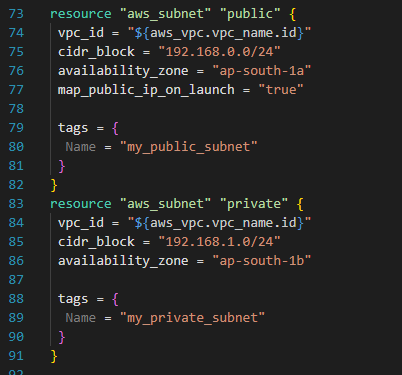 73 resource "aws_subnet" "public" {
74 vpc_id = "${aws_vpc.vpc_name.id}"
75 cidr_block = "192.168.0.0/24"
76 availability_zone = "ap-south-1a"
77 map_public_ip_on_launch = "true"
78
79 tags = {
80 Name = "my_public_subnet"
81 }
82 }
83 resource "aws_subnet" "private" {
84 vpc_id = "${aws_vpc.vpc_name.id}"
85 cidr_block = "192.168.1.0/24"
86 availability_zone = "ap-south-1b"
87
88 tags = {
89 Name = "my_private_subnet"
90 }
91 }
92